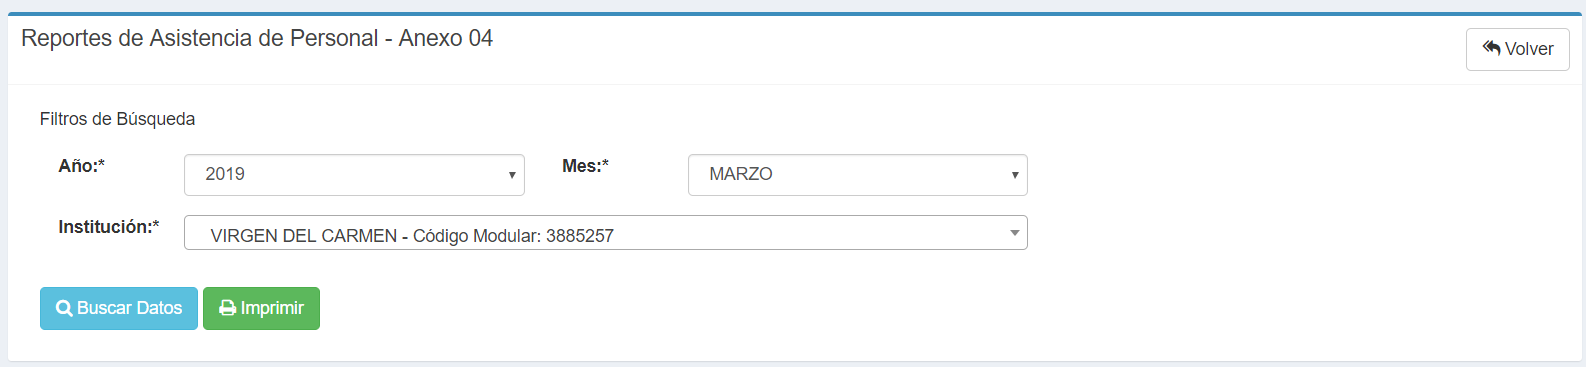 Reportes de Asistencia de Personal - Anexo 04
Volver
Filtros de Búsqueda
Año:* 2019 Mes:* MARZO
Institución:* VIRGEN DEL CARMEN - Código Modular: 3885257
Buscar Datos Imprimir